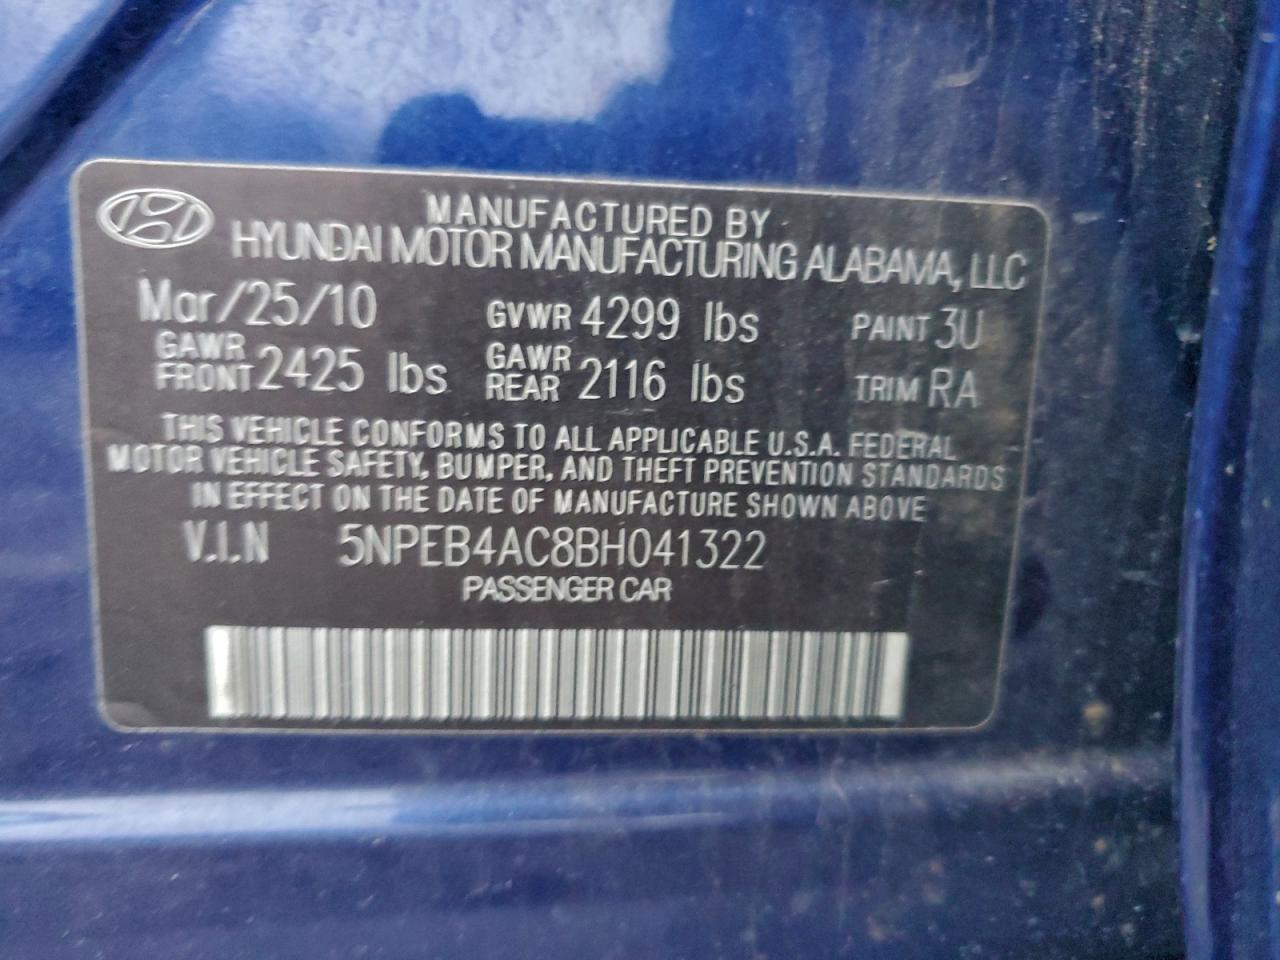 MANUFACTURED BY
HYUNDAI MOTOR MANUFACTURING ALABAMA, LLC
Mar/25/10 GVWR 4299 lbs PAINT 3U
GAWR FRONT 2425 lbs GAWR REAR 2116 lbs TRIM RA
THIS VEHICLE CONFORMS TO ALL APPLICABLE U.S.A. FEDERAL
MOTOR VEHICLE SAFETY, BUMPER, AND THEFT PREVENTION STANDARDS
IN EFFECT ON THE DATE OF MANUFACTURE SHOWN ABOVE
V.I.N 5NPEB4AC8BH041322
PASSENGER CAR